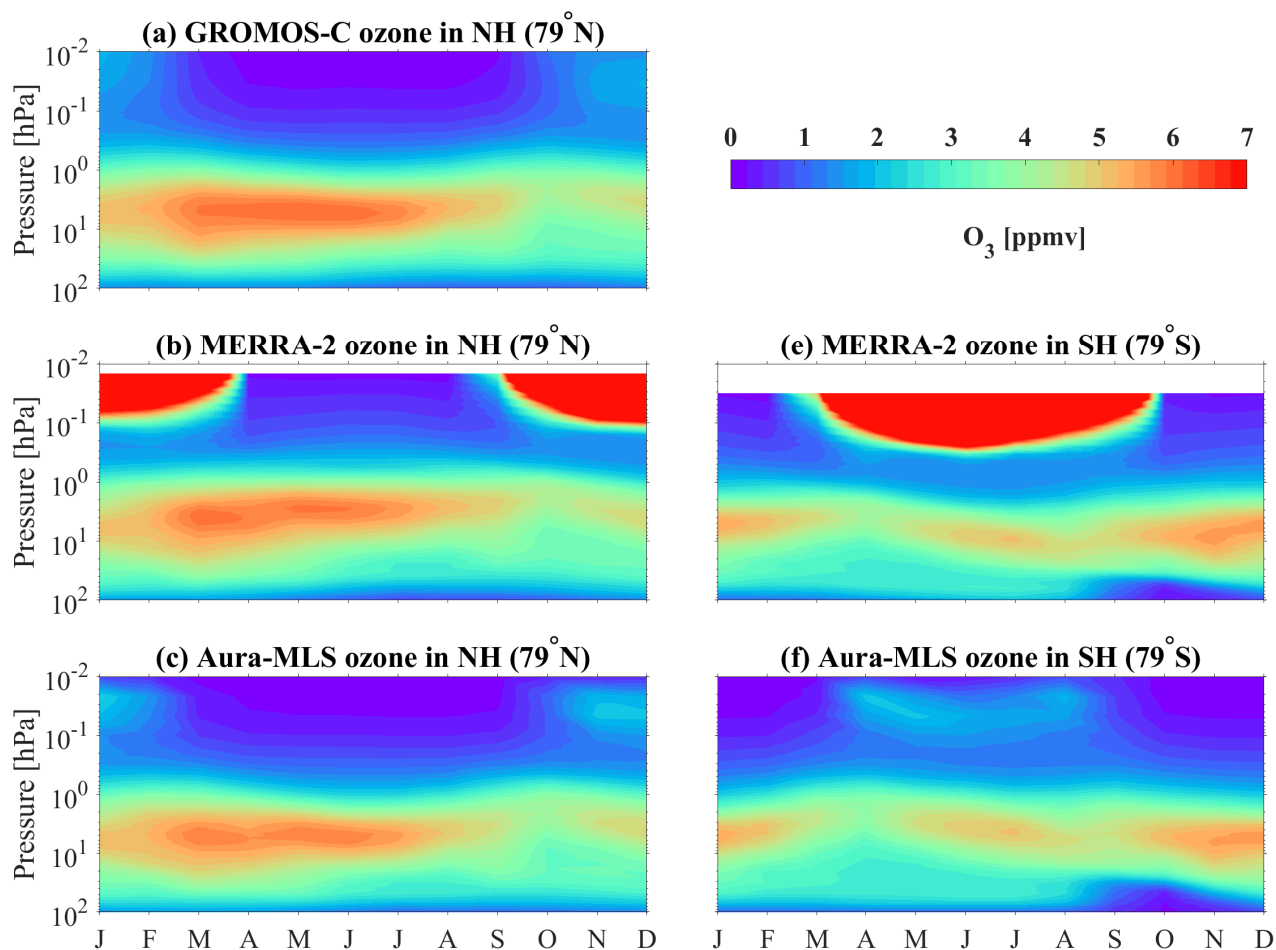 (a) GROMOS-C ozone in NH (79°N)
Pressure [hPa]
10-2
10-1
100
101
102
0 1 2 3 4 5 6 7
O3 [ppmv]
(b) MERRA-2 ozone in NH (79°N)
Pressure [hPa]
10-2
10-1
100
101
102
(e) MERRA-2 ozone in SH (79°S)
(c) Aura-MLS ozone in NH (79°N)
Pressure [hPa]
10-2
10-1
100
101
102
J F M A M J J A S O N D
(f) Aura-MLS ozone in SH (79°S)
J F M A M J J A S O N D